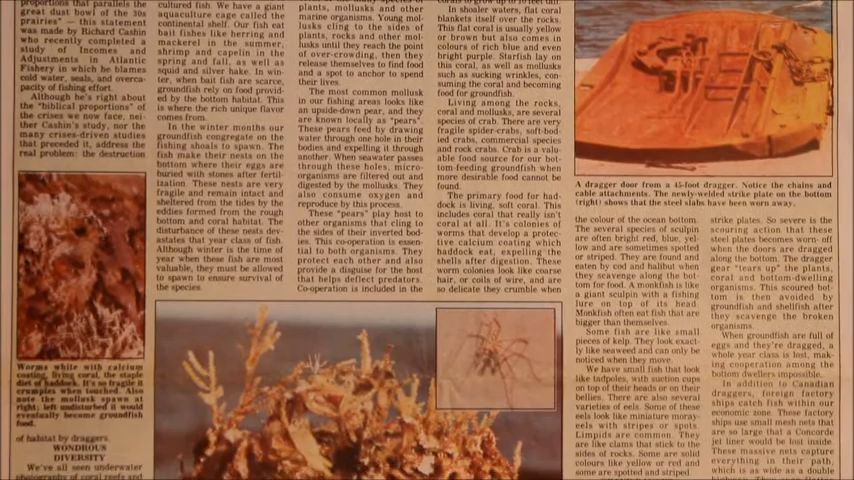 proportions that parallels the
great dust bowl of the 30s
prairies" — this statement
was made by Richard Cashin
who recently completed a
study of Incomes and
Adjustments in Atlantic
Fishery in which he blames
cold water, seals, and overca-
pacity of fishing effort.
Although he's right about
the "biblical proportions" of
the crises we now face, nei-
ther Cashin's study, nor the
many crises-driven studies
that preceded it, address the
real problem: the destruction
Worms white with calcium
coating, living coral, the staple
diet of haddock. It's so fragile it
crumples when touched. Also
note the mollusk spawn at
right; left undisturbed it would
eventually become groundfish
food.
of habitat by draggers.
WONDROUS
DIVERSITY
We've all seen underwater
photography of coral reefs and
cultured fish. We have a giant
aquaculture cage called the
continental shelf. Our fish eat
bait fishes like herring and
mackerel in the summer,
shrimp and capelin in the
spring and fall, as well as
squid and silver hake. In win-
ter, when bait fish are scarce,
groundfish rely on food provid-
ed by the bottom habitat. This
is where the rich unique flavor
comes from.
In the winter months our
groundfish congregate on the
fishing shoals to spawn. The
fish make their nests on the
bottom where their eggs are
buried with stones after fertil-
ization. These nests are very
fragile and remain intact and
sheltered from the tides by the
eddies formed from the rough
bottom and coral habitat. The
disturbance of these nests dev-
astates that year class of fish.
Although winter is the time of
year when these fish are most
valuable, they must be allowed
to spawn to ensure survival of
the species.
plants, mollusks and other
marine organisms. Young mol-
lusks cling to the sides of
plants, rocks and other mol-
lusks until they reach the point
of over-crowding, then they
release themselves to find food
and a spot to anchor to spend
their lives.
The most common mollusk
in our fishing areas looks like
an upside-down pear, and they
are known locally as "pears".
These pears feed by drawing
water through one hole in their
bodies and expelling it through
another. When seawater passes
through these holes, micro-
organisms are filtered out and
digested by the mollusks. They
also consume oxygen and
reproduce by this process.
These "pears" play host to
other organisms that cling to
the sides of their inverted bod-
ies. This co-operation is essen-
tial to both organisms. They
protect each other and also
provide a disguise for the host
that helps deflect predators.
Co-operation is included in the
In shoaler waters, flat coral
blankets itself over the rocks.
This flat coral is usually yellow
or brown but also comes in
colours of rich blue and even
bright purple. Starfish lay on
this coral, as well as mollusks
such as sucking wrinkles, con-
suming the coral and becoming
food for groundfish.
Living among the rocks,
coral and mollusks, are several
species of crab. There are very
fragile spider-crabs, soft-bod-
ied crabs, commercial species
and rock crabs. Crab is a valu-
able food source for our bot-
tom-feeding groundfish when
more desirable food cannot be
found.
The primary food for had-
dock is living, soft coral. This
includes coral that really isn't
coral at all. It's colonies of
worms that develop a protec-
tive calcium coating which
haddock eat, expelling the
shells after digestion. These
worm colonies look like coarse
hair, or coils of wire, and are
so delicate they crumble when
A dragger door from a 45-foot dragger. Notice the chains and
cable attachments. The newly-welded strike plate on the bottom
(right) shows that the steel slabs have been worn away.
the colour of the ocean bottom.
The several species of sculpin
are often bright red, blue, yel-
low and are sometimes spotted
or striped. They are found and
eaten by cod and halibut when
they scavenge along the bot-
tom for food. A monkfish is like
a giant sculpin with a fishing
lure on top of its head.
Monkfish often eat fish that are
bigger than themselves.
Some fish are like small
pieces of kelp. They look exact-
ly like seaweed and can only be
noticed when they move.
We have small fish that look
like tadpoles, with suction cups
on top of their heads or on their
bellies. There are also several
varieties of eels. Some of these
eels look like miniature moray-
eels with stripes or spots.
Limpids are common. They
are like clams that stick to the
sides of rocks. Some are solid
colours like yellow or red and
some are spotted and striped.
strike plates. So severe is the
scouring action that these
steel plates become worn-off
when the doors are dragged
along the bottom. The dragger
gear "tears up" the plants,
coral and bottom-dwelling
organisms. This scoured bot-
tom is then avoided by
groundfish and shellfish after
they scavenge the broken
organisms.
When groundfish are full of
eggs and they're dragged, a
whole year class is lost, mak-
ing cooperation among the
bottom dwellers impossible.
In addition to Canadian
draggers, foreign factory
ships catch fish within our
economic zone. These factory
ships use small mesh nets that
are so large that a Concorde
jet liner would be lost inside.
These massive nets capture
everything in their path,
which is as wide as a double